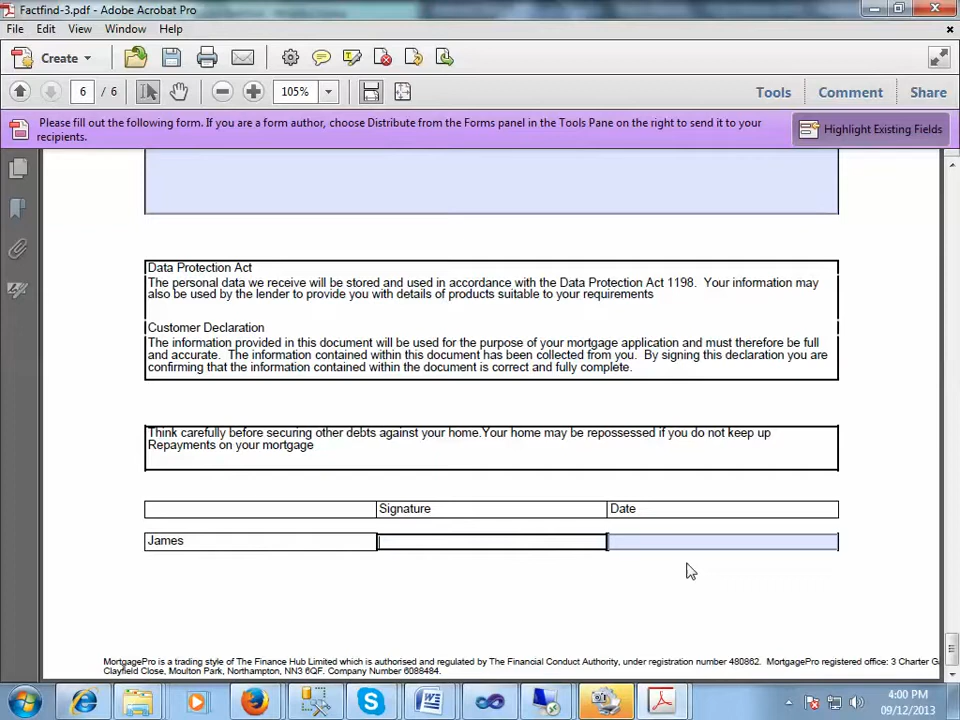 Factfind-3.pdf - Adobe Acrobat Pro
File Edit View Window Help
Create
6 / 6 105% Tools Comment Share
Please fill out the following form. If you are a form author, choose Distribute from the Forms panel in the Tools Pane on the right to send it to your
recipients.
Highlight Existing Fields
Data Protection Act
The personal data we receive will be stored and used in accordance with the Data Protection Act 1198. Your information may
also be used by the lender to provide you with details of products suitable to your requirements
Customer Declaration
The information provided in this document will be used for the purpose of your mortgage application and must therefore be full
and accurate. The information contained within this document has been collected from you. By signing this declaration you are
confirming that the information contained within the document is correct and fully complete.
Think carefully before securing other debts against your home.Your home may be repossessed if you do not keep up
Repayments on your mortgage
Signature Date
James
MortgagePro is a trading style of The Finance Hub Limited which is authorised and regulated by The Financial Conduct Authority, under registration number 480862. MortgagePro registered office: 3 Charter G
Clayfield Close, Moulton Park, Northampton, NN3 6QF. Company Number 6088484.
4:00 PM
09/12/2013